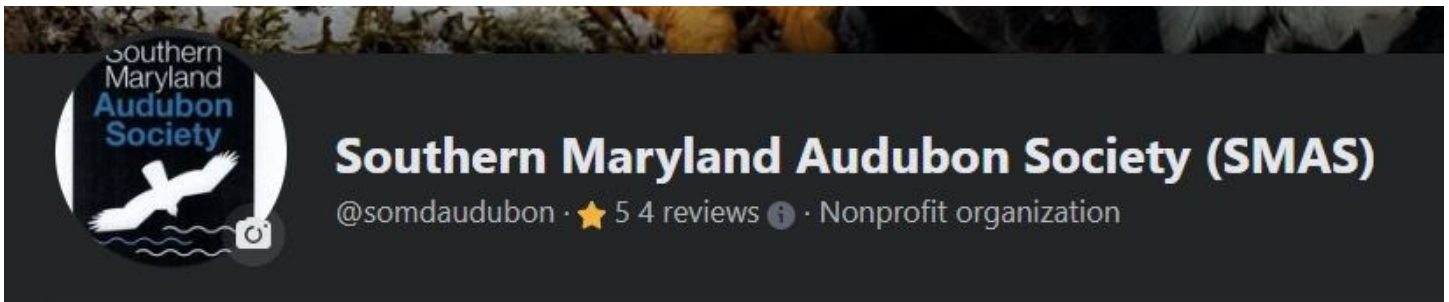 Southern
Maryland
Audubon
Society
Southern Maryland Audubon Society (SMAS)
@somdaudubon · 5 4 reviews · Nonprofit organization